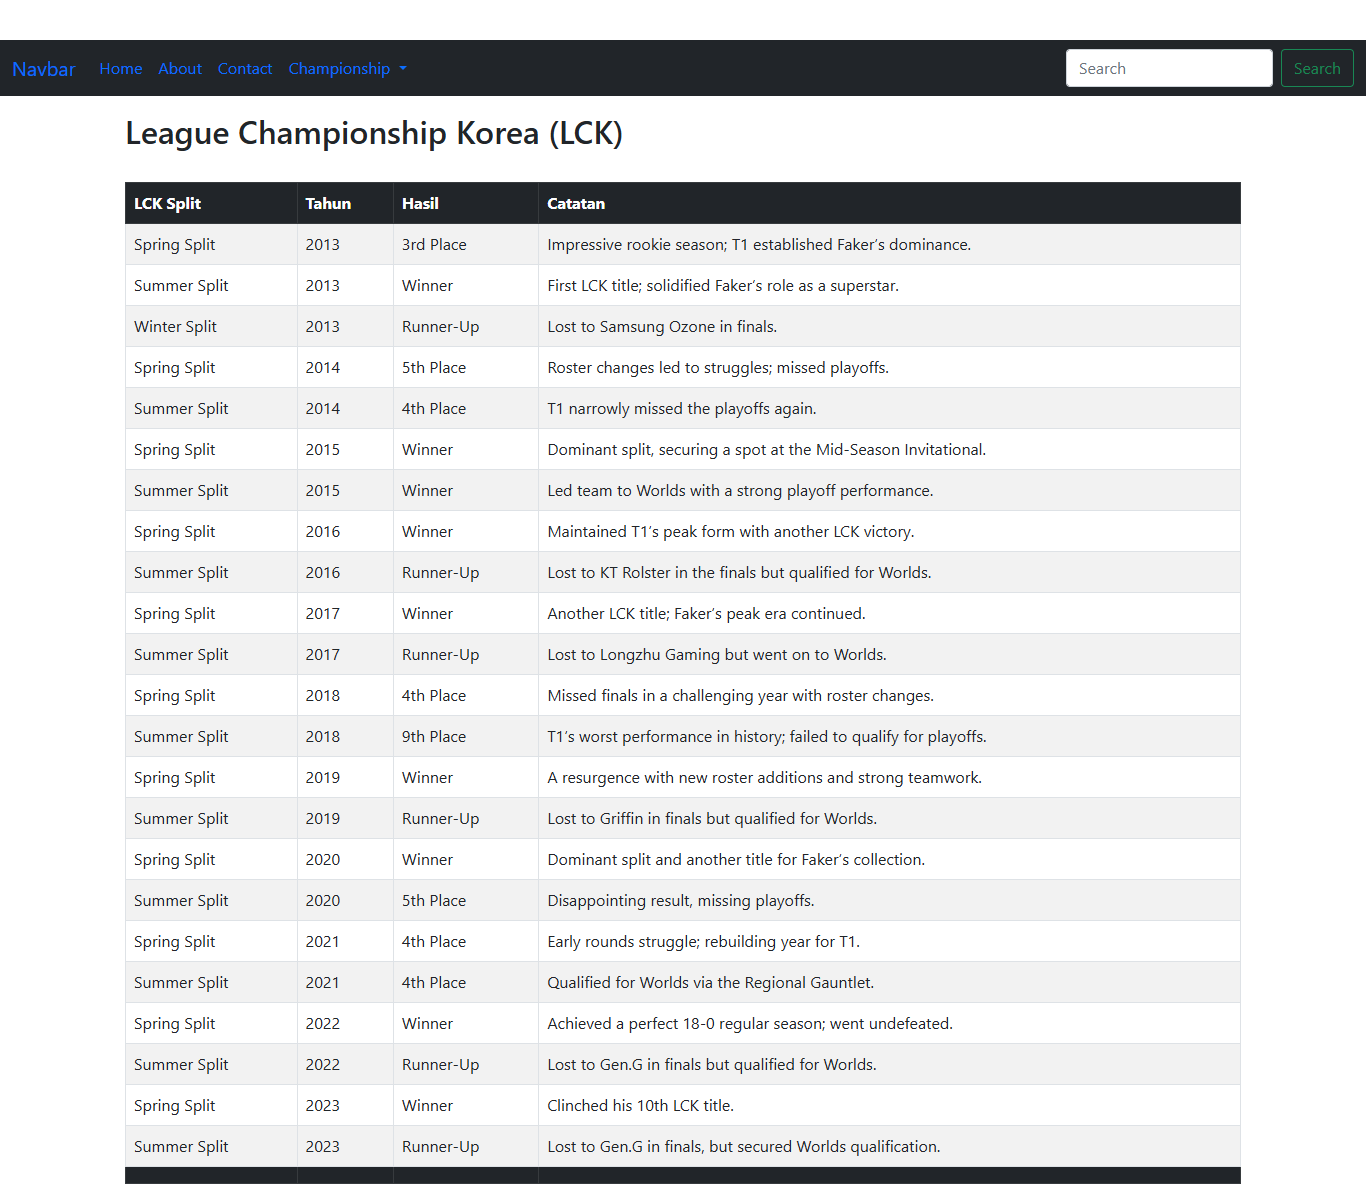 Navbar Home About Contact Championship Search Search
League Championship Korea (LCK)
LCK Split Tahun Hasil Catatan
Spring Split 2013 3rd Place Impressive rookie season; T1 established Faker’s dominance.
Summer Split 2013 Winner First LCK title; solidified Faker’s role as a superstar.
Winter Split 2013 Runner-Up Lost to Samsung Ozone in finals.
Spring Split 2014 5th Place Roster changes led to struggles; missed playoffs.
Summer Split 2014 4th Place T1 narrowly missed the playoffs again.
Spring Split 2015 Winner Dominant split, securing a spot at the Mid-Season Invitational.
Summer Split 2015 Winner Led team to Worlds with a strong playoff performance.
Spring Split 2016 Winner Maintained T1’s peak form with another LCK victory.
Summer Split 2016 Runner-Up Lost to KT Rolster in the finals but qualified for Worlds.
Spring Split 2017 Winner Another LCK title; Faker’s peak era continued.
Summer Split 2017 Runner-Up Lost to Longzhu Gaming but went on to Worlds.
Spring Split 2018 4th Place Missed finals in a challenging year with roster changes.
Summer Split 2018 9th Place T1’s worst performance in history; failed to qualify for playoffs.
Spring Split 2019 Winner A resurgence with new roster additions and strong teamwork.
Summer Split 2019 Runner-Up Lost to Griffin in finals but qualified for Worlds.
Spring Split 2020 Winner Dominant split and another title for Faker’s collection.
Summer Split 2020 5th Place Disappointing result, missing playoffs.
Spring Split 2021 4th Place Early rounds struggle; rebuilding year for T1.
Summer Split 2021 4th Place Qualified for Worlds via the Regional Gauntlet.
Spring Split 2022 Winner Achieved a perfect 18-0 regular season; went undefeated.
Summer Split 2022 Runner-Up Lost to Gen.G in finals but qualified for Worlds.
Spring Split 2023 Winner Clinched his 10th LCK title.
Summer Split 2023 Runner-Up Lost to Gen.G in finals, but secured Worlds qualification.